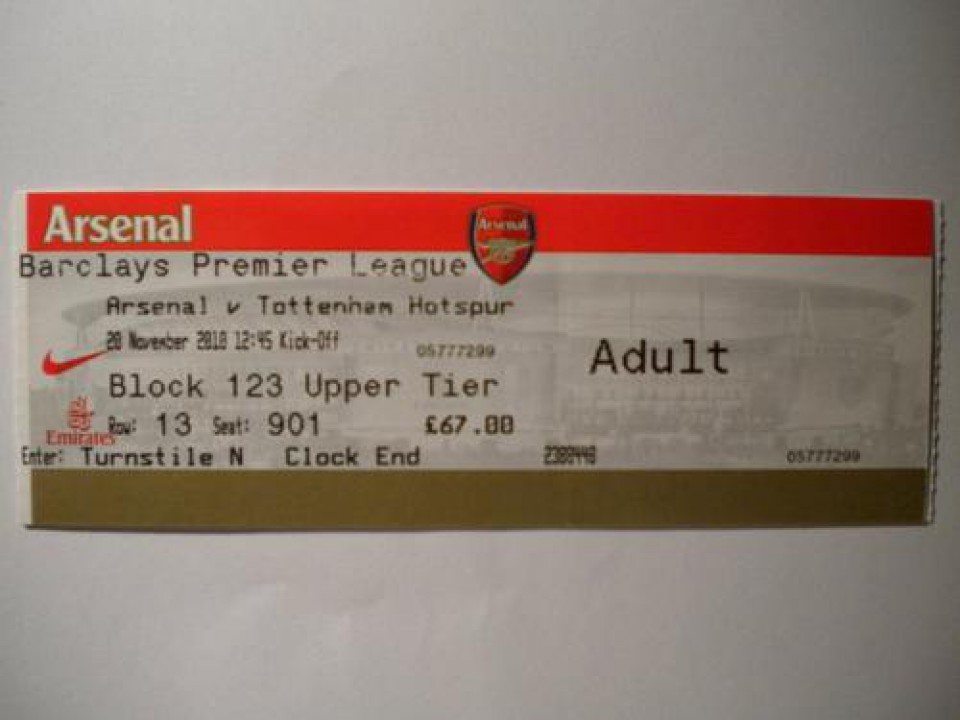 Arsenal
Arsenal
Barclays Premier League
Arsenal v Tottenham Hotspur
20 November 2010 12:45 Kick-Off
05777299
Adult
Block 123 Upper Tier
Emirates
Row: 13 Seat: 901 £67.00
Enter: Turnstile N Clock End 05777299